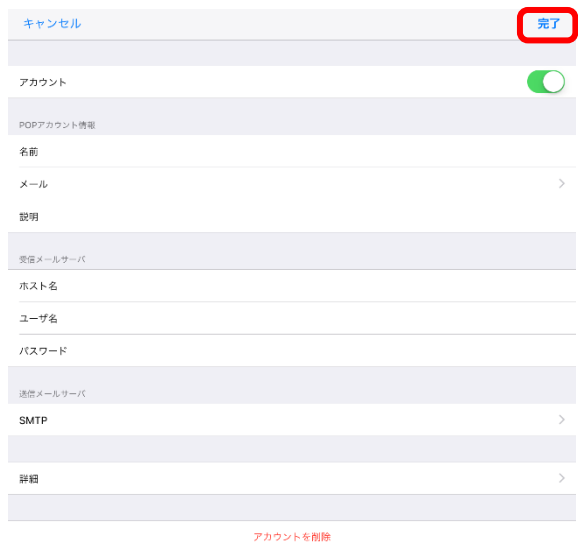 キャンセル 完了
アカウント
POPアカウント情報
名前
メール
説明
受信メールサーバ
ホスト名
ユーザ名
パスワード
送信メールサーバ
SMTP
詳細
アカウントを削除